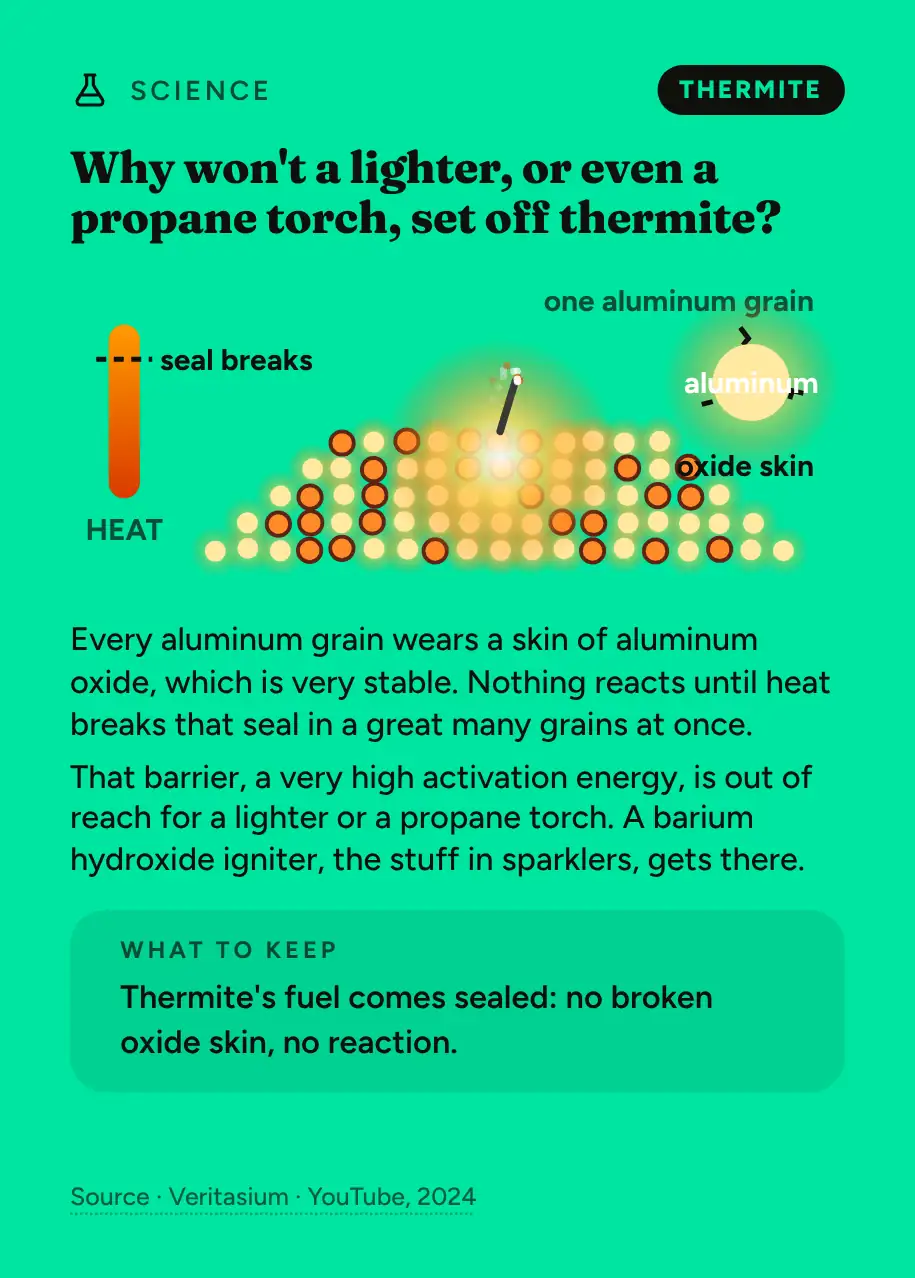 SCIENCE
THERMITE
Why won't a lighter, or even a
propane torch, set off thermite?
one aluminum grain
seal breaks
aluminum
oxide skin
HEAT
Every aluminum grain wears a skin of aluminum
oxide, which is very stable. Nothing reacts until heat
breaks that seal in a great many grains at once.
That barrier, a very high activation energy, is out of
reach for a lighter or a propane torch. A barium
hydroxide igniter, the stuff in sparklers, gets there.
WHAT TO KEEP
Thermite's fuel comes sealed: no broken
oxide skin, no reaction.
Source · Veritasium · YouTube, 2024